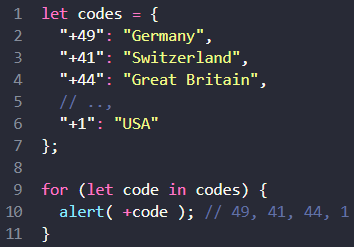 1 let codes = {
2   "+49": "Germany",
3   "+41": "Switzerland",
4   "+44": "Great Britain",
5   // ..,
6   "+1": "USA"
7 };
8
9 for (let code in codes) {
10   alert( +code ); // 49, 41, 44, 1
11 }